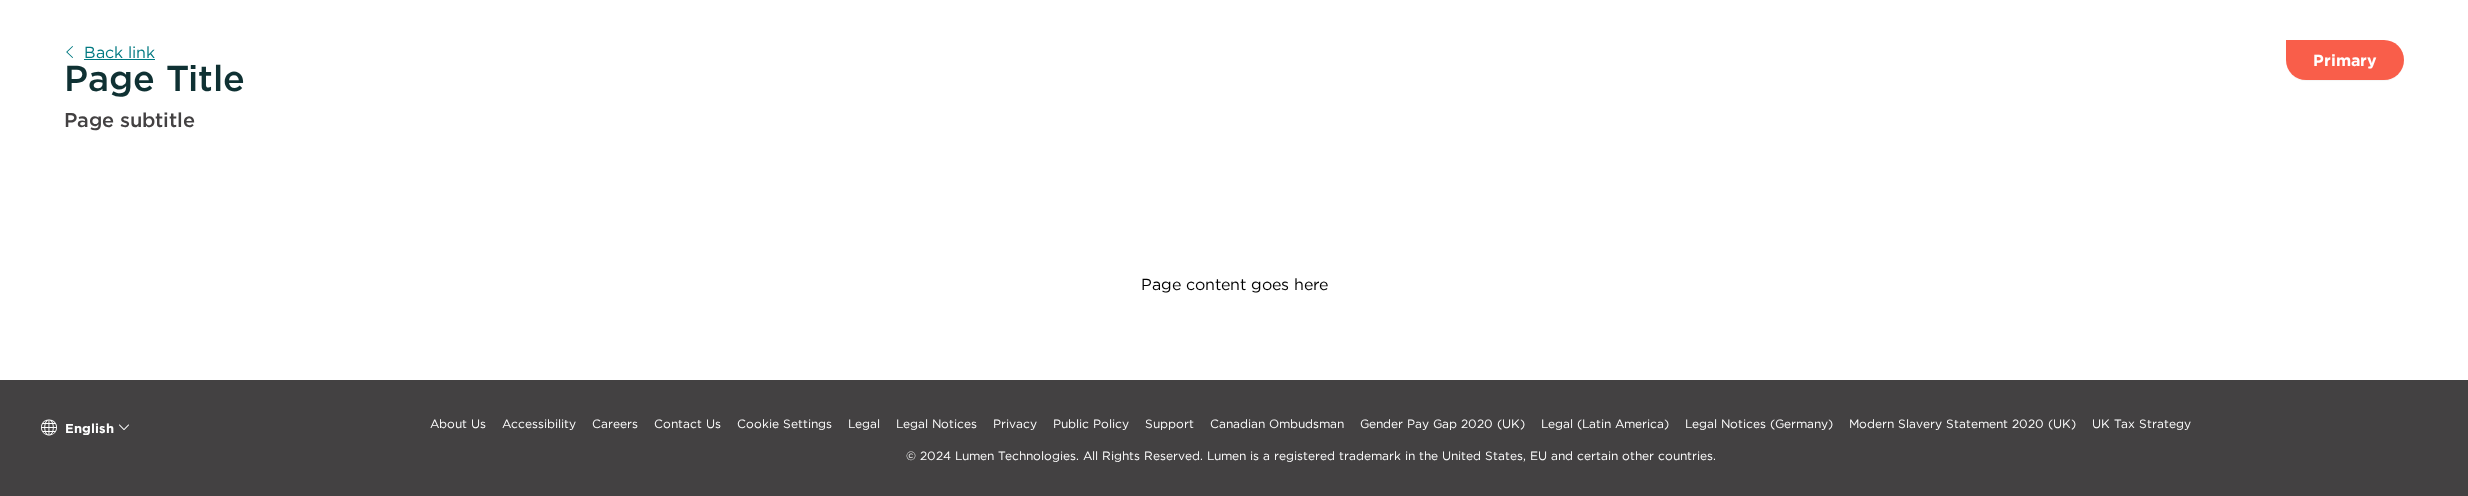 Back link
Primary
Page Title
Page subtitle
Page content goes here
English
About Us Accessibility Careers Contact Us Cookie Settings Legal Legal Notices Privacy Public Policy Support Canadian Ombudsman Gender Pay Gap 2020 (UK) Legal (Latin America) Legal Notices (Germany) Modern Slavery Statement 2020 (UK) UK Tax Strategy
© 2024 Lumen Technologies. All Rights Reserved. Lumen is a registered trademark in the United States, EU and certain other countries.